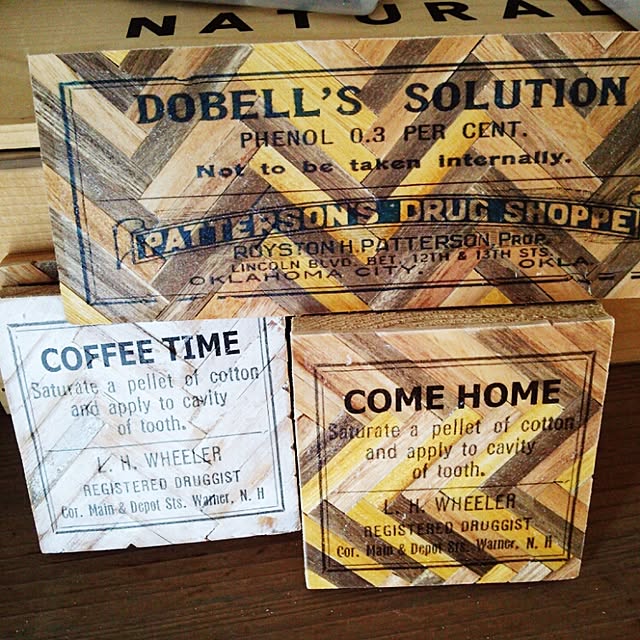 NATURAL
DOBELL'S SOLUTION
PHENOL 0.3 PER CENT.
Not to be taken internally.
PATTERSON'S DRUG SHOPPE
ROYSTON H. PATTERSON, PROP.
LINCOLN BLVD. BET. 12TH & 13TH STS.
OKLAHOMA CITY. OKLA.
COFFEE TIME
Saturate a pellet of cotton
and apply to cavity
of tooth.
L. H. WHEELER
REGISTERED DRUGGIST
Cor. Main & Depot Sts. Warner, N. H
COME HOME
Saturate a pellet of cotton
and apply to cavity
of tooth.
L. H. WHEELER
REGISTERED DRUGGIST
Cor. Main & Depot Sts. Warner, N. H